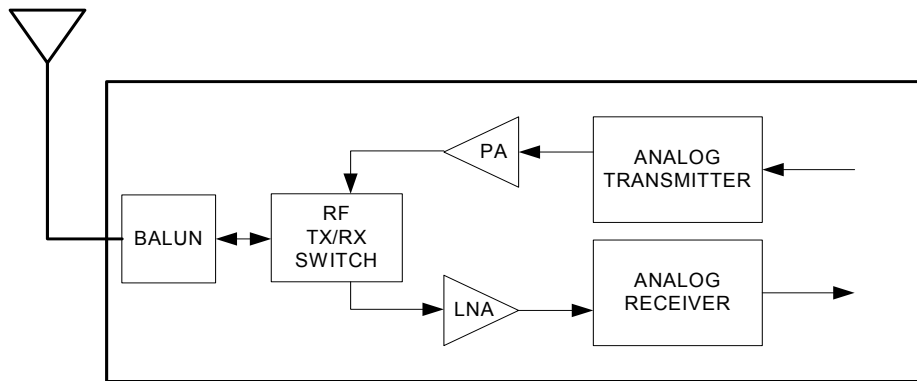 PA
ANALOG
TRANSMITTER
BALUN
RF
TX/RX
SWITCH
LNA
ANALOG
RECEIVER